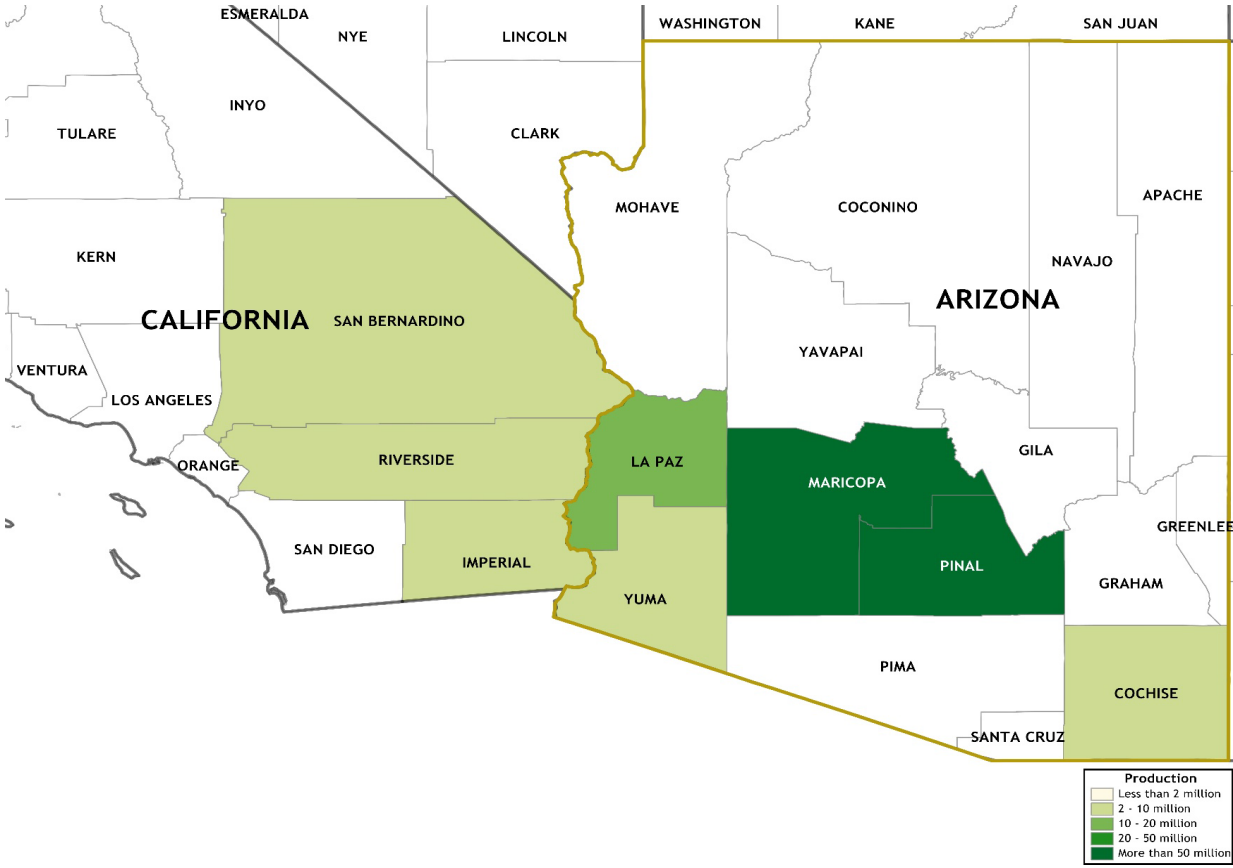 ESMERALDA
WASHINGTON
KANE
SAN JUAN
NYE
LINCOLN
INYO
TULARE
CLARK
APACHE
MOHAVE
COCONINO
KERN
NAVAJO
ARIZONA
CALIFORNIA
SAN BERNARDINO
YAVAPAI
VENTURA
LOS ANGELES
GILA
RIVERSIDE
LA PAZ
ORANGE
MARICOPA
GREENLEE
SAN DIEGO
IMPERIAL
PINAL
GRAHAM
YUMA
PIMA
COCHISE
SANTA CRUZ
Production
Less than 2 million
2 - 10 million
10 - 20 million
20 - 50 million
More than 50 million